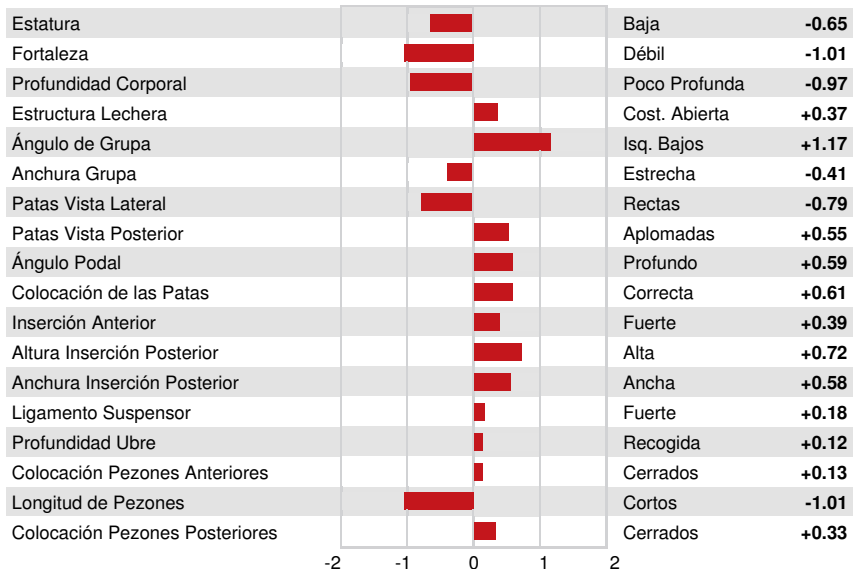 Estatura Baja -0.65
Fortaleza Débil -1.01
Profundidad Corporal Poco Profunda -0.97
Estructura Lechera Cost. Abierta +0.37
Ángulo de Grupa Isq. Bajos +1.17
Anchura Grupa Estrecha -0.41
Patas Vista Lateral Rectas -0.79
Patas Vista Posterior Aplomadas +0.55
Ángulo Podal Profundo +0.59
Colocación de las Patas Correcta +0.61
Inserción Anterior Fuerte +0.39
Altura Inserción Posterior Alta +0.72
Anchura Inserción Posterior Ancha +0.58
Ligamento Suspensor Fuerte +0.18
Profundidad Ubre Recogida +0.12
Colocación Pezones Anteriores Cerrados +0.13
Longitud de Pezones Cortos -1.01
Colocación Pezones Posteriores Cerrados +0.33
-2 -1 0 1 2